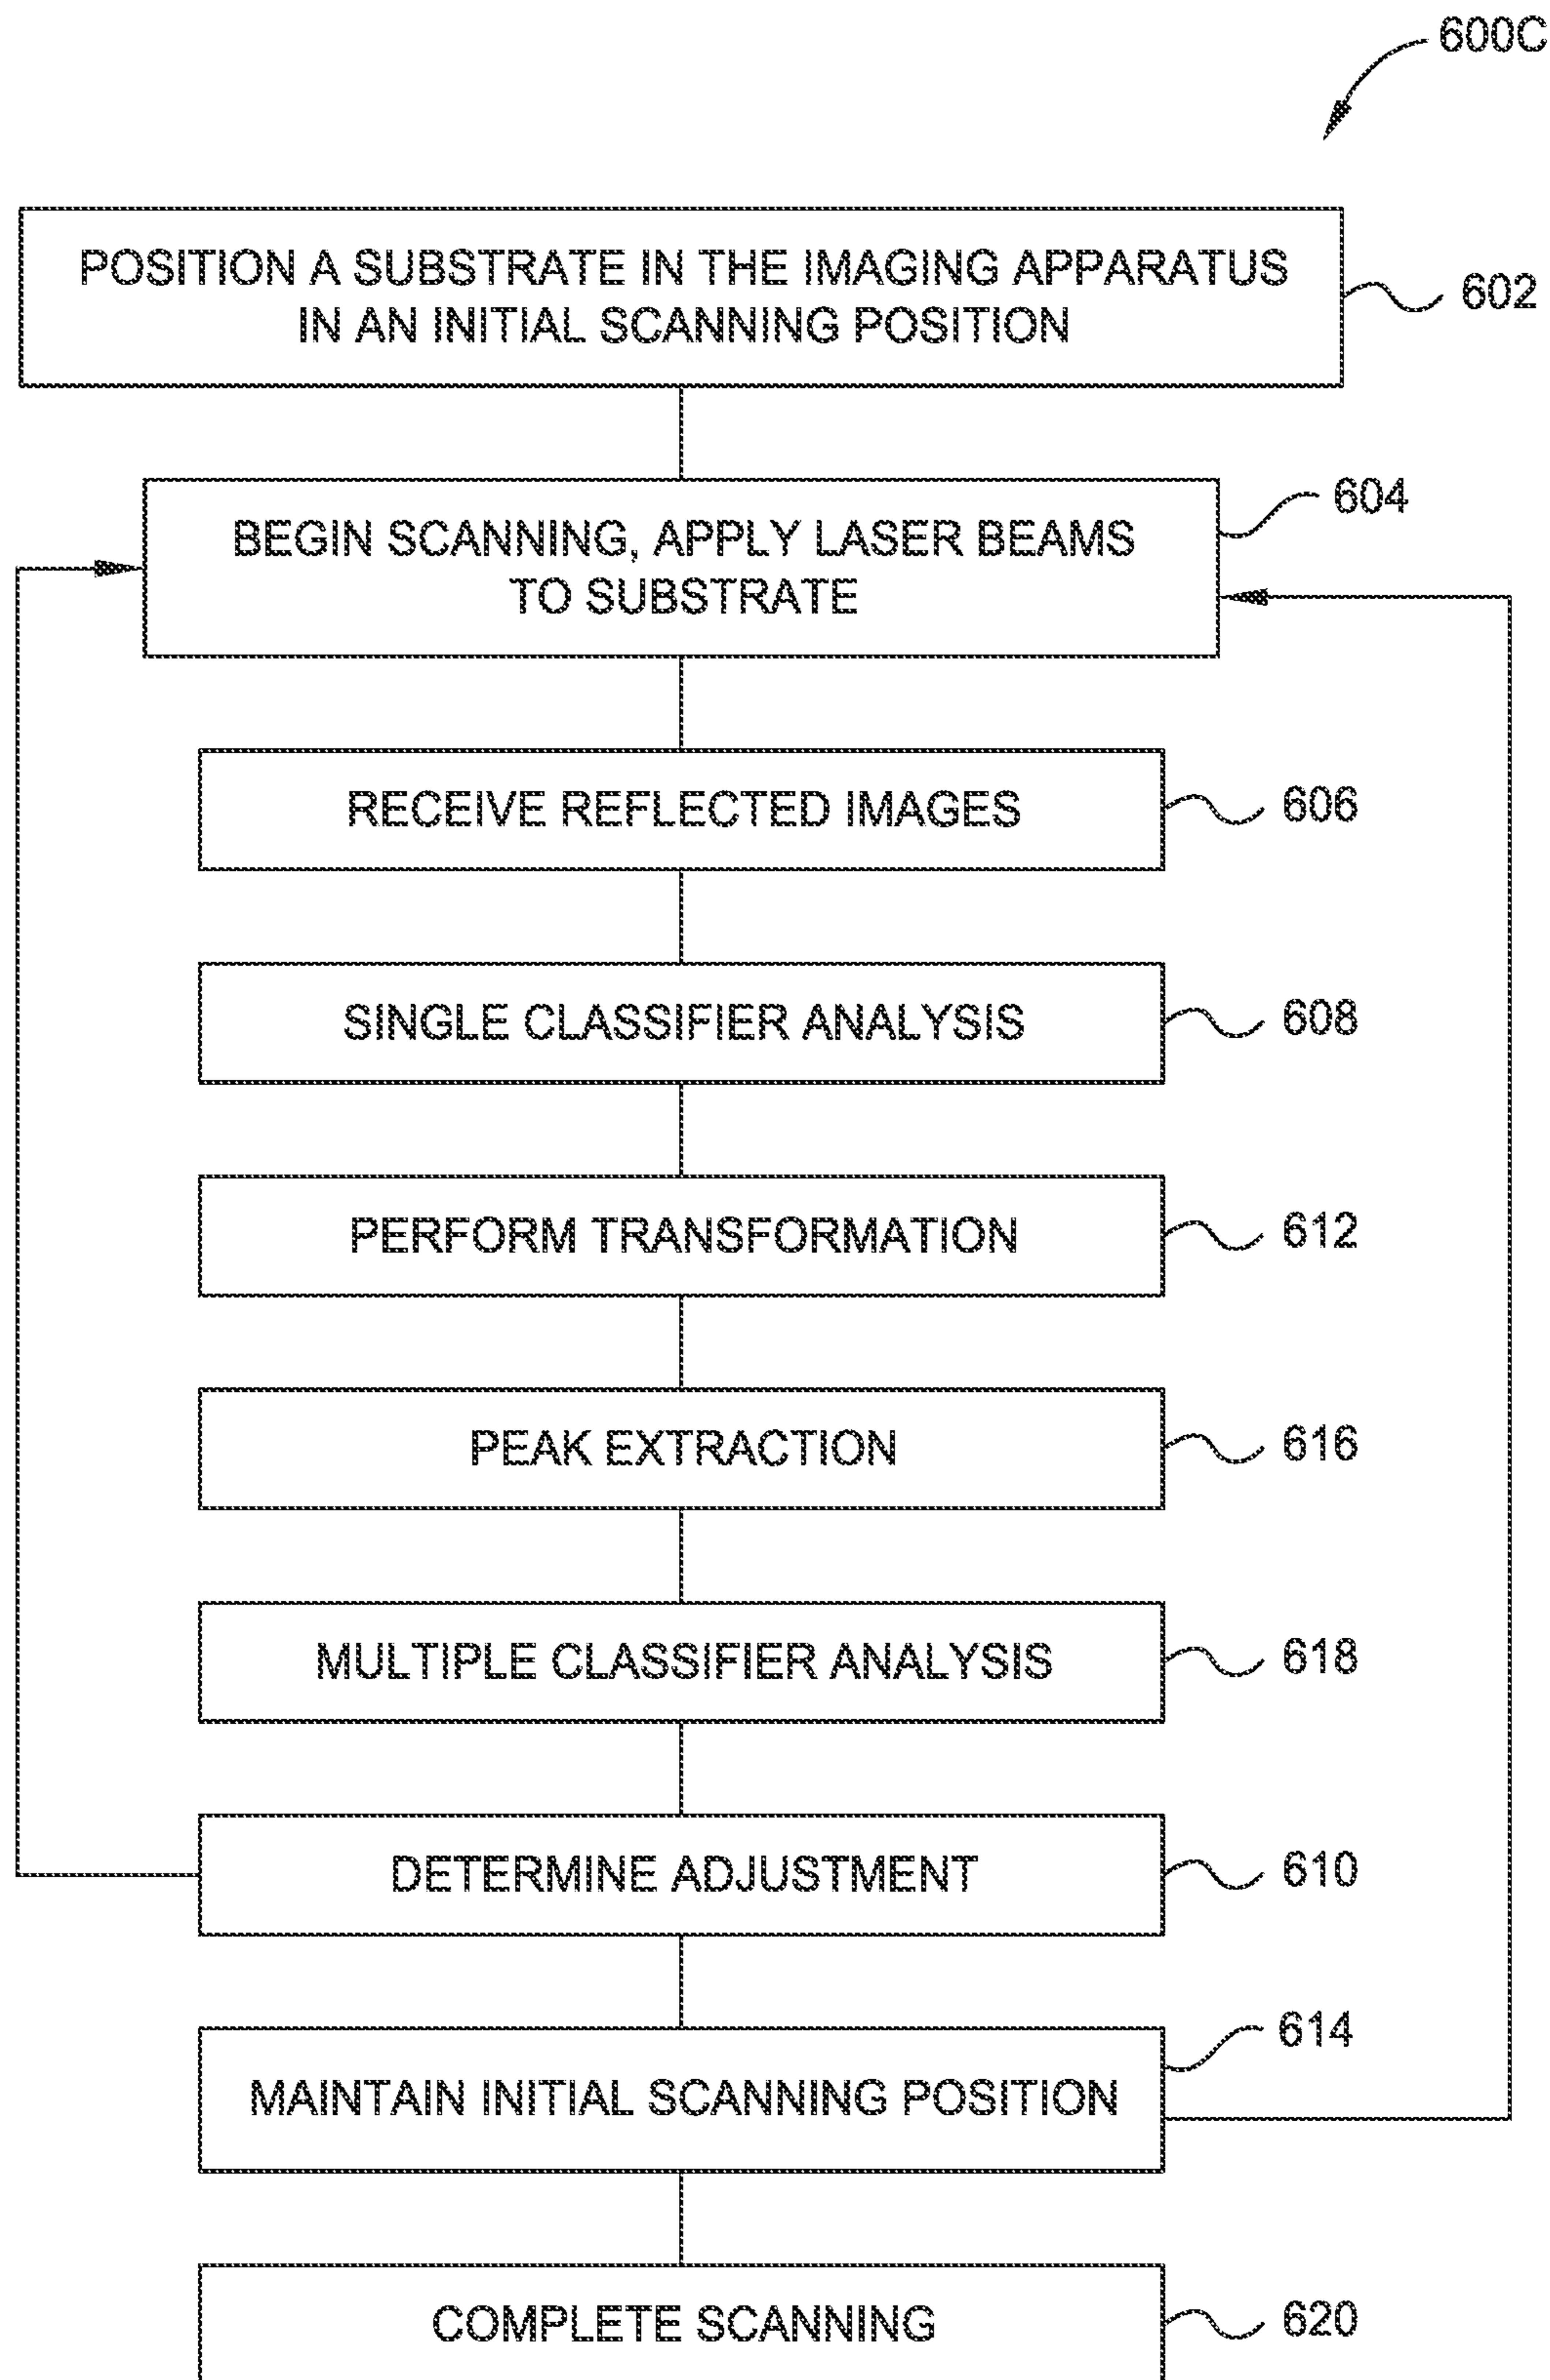 600C
POSITION A SUBSTRATE IN THE IMAGING APPARATUS
IN AN INITIAL SCANNING POSITION
602
BEGIN SCANNING, APPLY LASER BEAMS
TO SUBSTRATE
604
RECEIVE REFLECTED IMAGES
606
SINGLE CLASSIFIER ANALYSIS
608
PERFORM TRANSFORMATION
612
PEAK EXTRACTION
616
MULTIPLE CLASSIFIER ANALYSIS
618
DETERMINE ADJUSTMENT
610
MAINTAIN INITIAL SCANNING POSITION
614
COMPLETE SCANNING
620